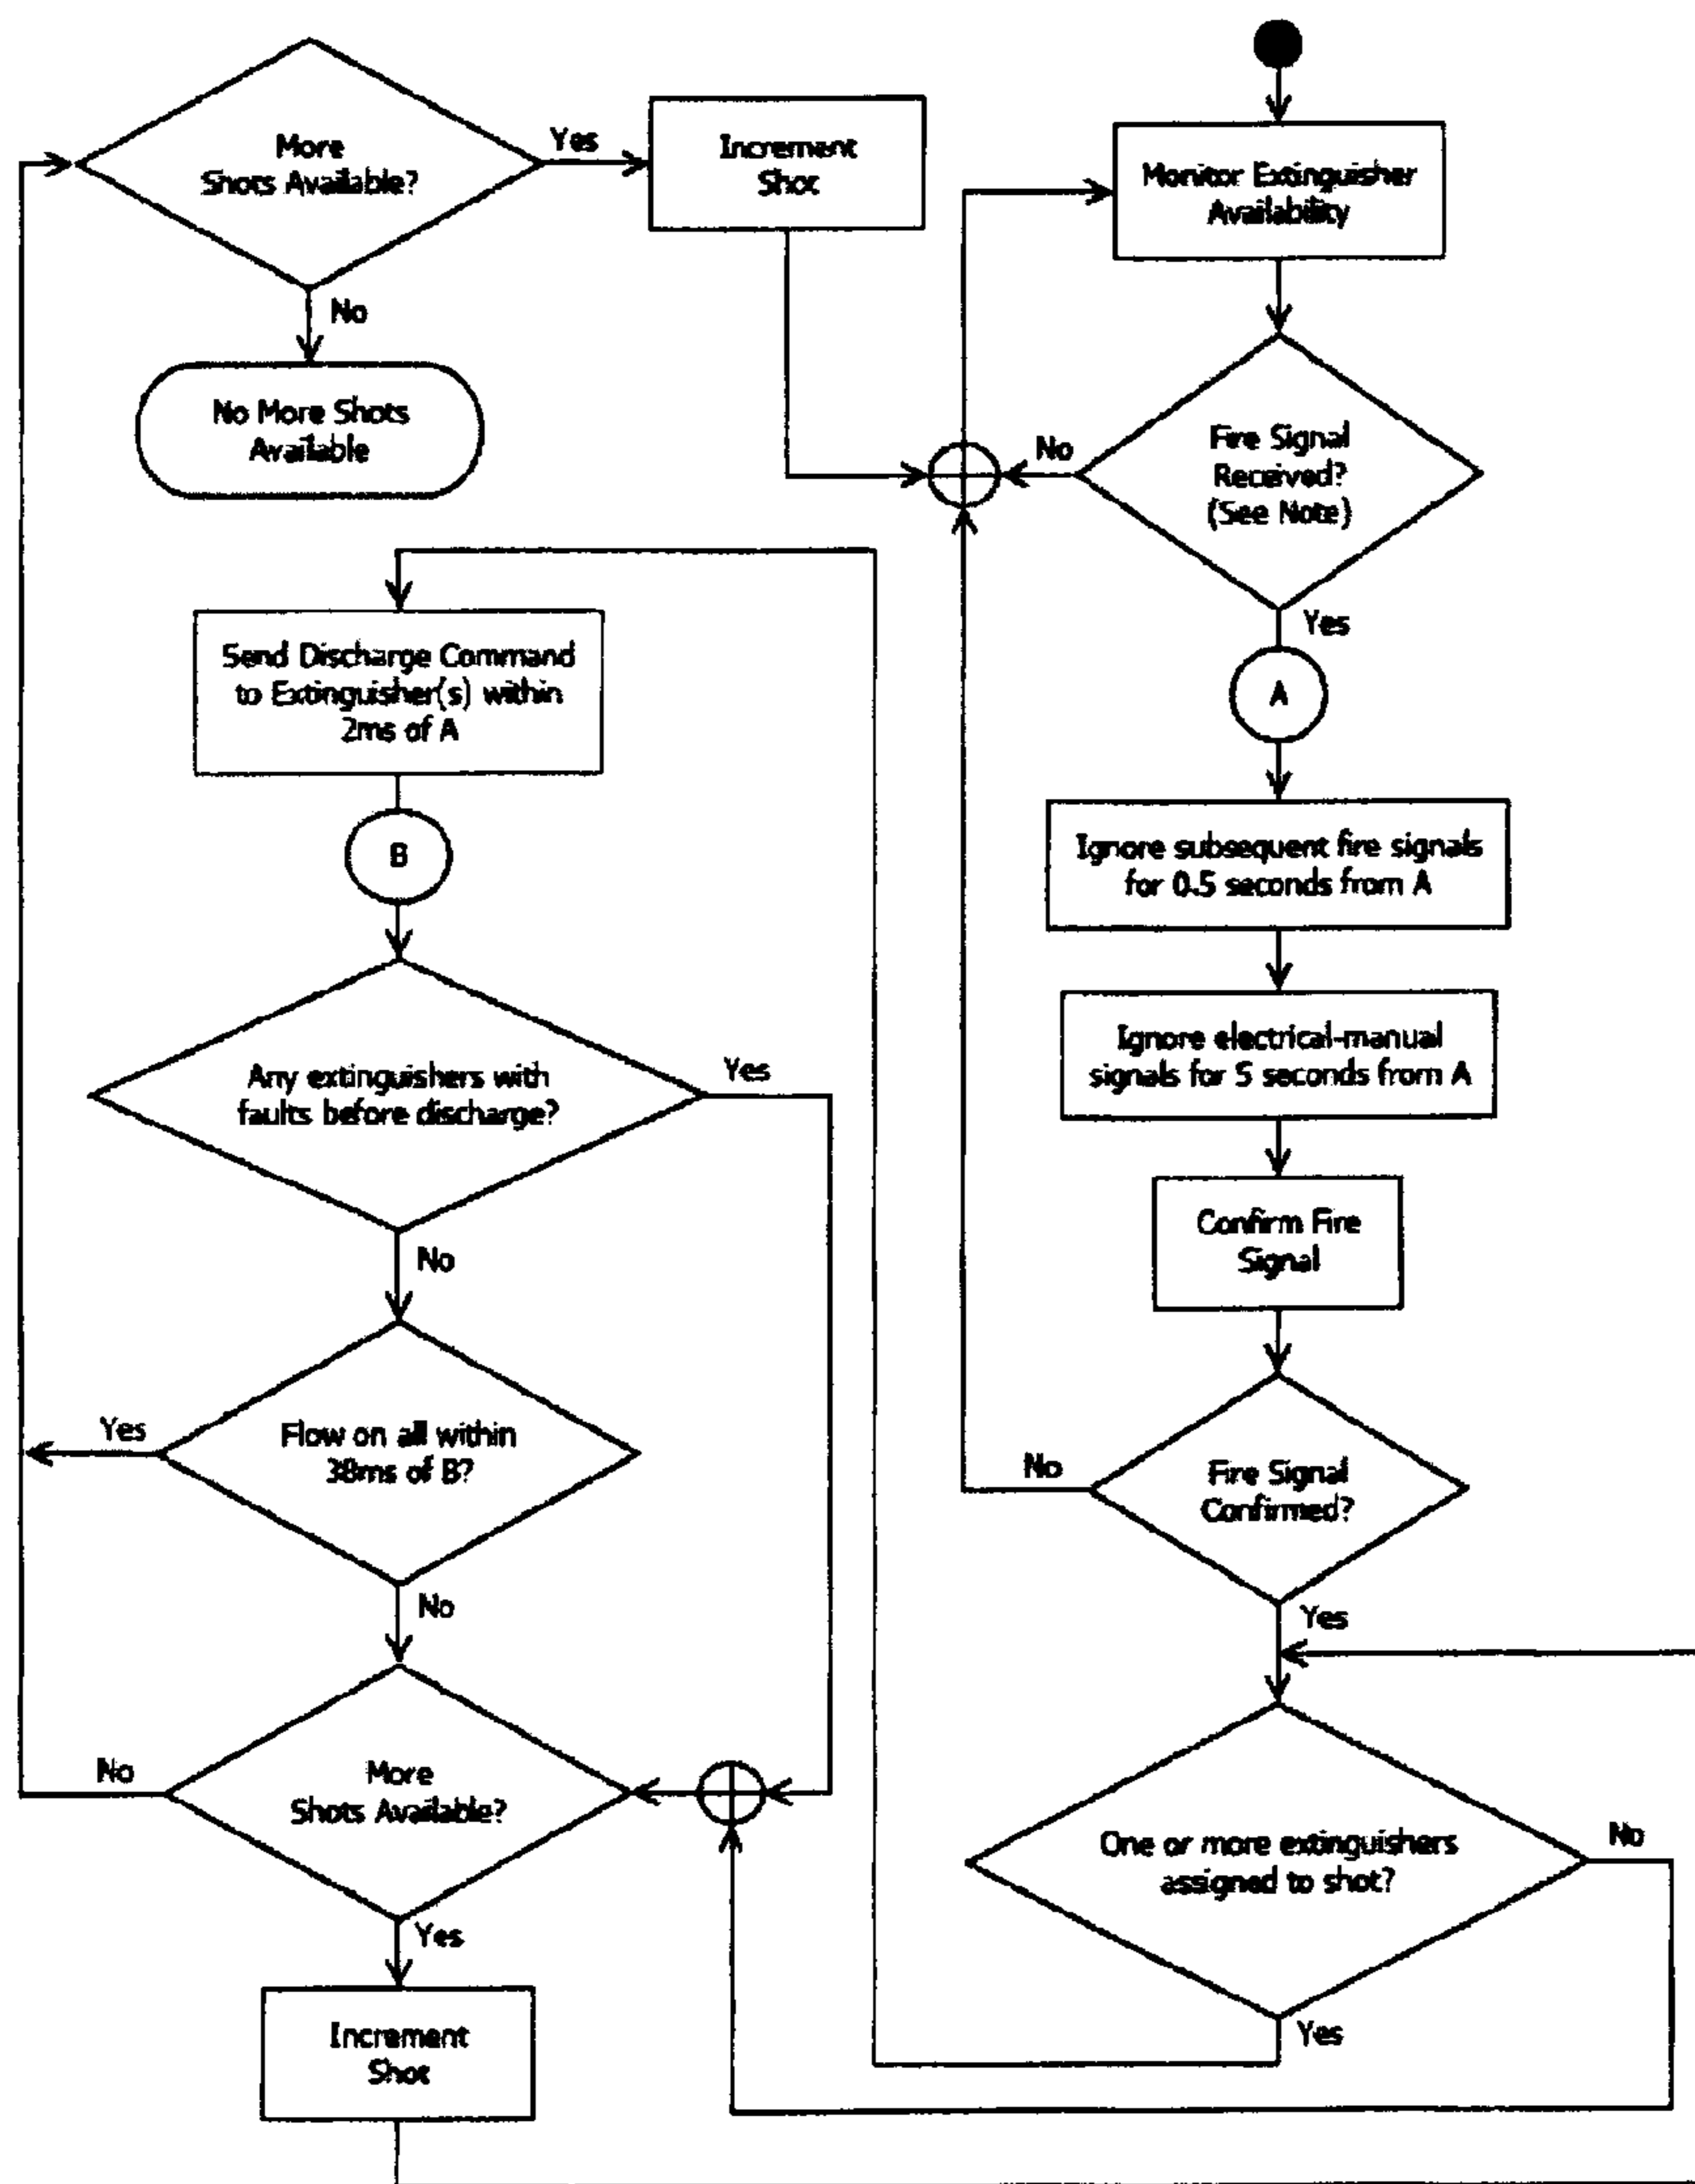 More
Shots Available?
Yes
Increment
Shot
No
No More Shots
Available
Monitor Extinguisher
Availability
Fire Signal
Received?
(See Note)
No
Yes
A
Ignore subsequent fire signals
for 0.5 seconds from A
Ignore electrical-manual
signals for 5 seconds from A
Confirm Fire
Signal
Fire Signal
Confirmed?
No
Yes
One or more extinguishers
assigned to shot?
No
Yes
Send Discharge Command
to Extinguisher(s) within
2ms of A
B
Any extinguishers with
faults before discharge?
Yes
No
Flow on all within
38ms of B?
Yes
No
More
Shots Available?
No
Yes
Increment
Shot